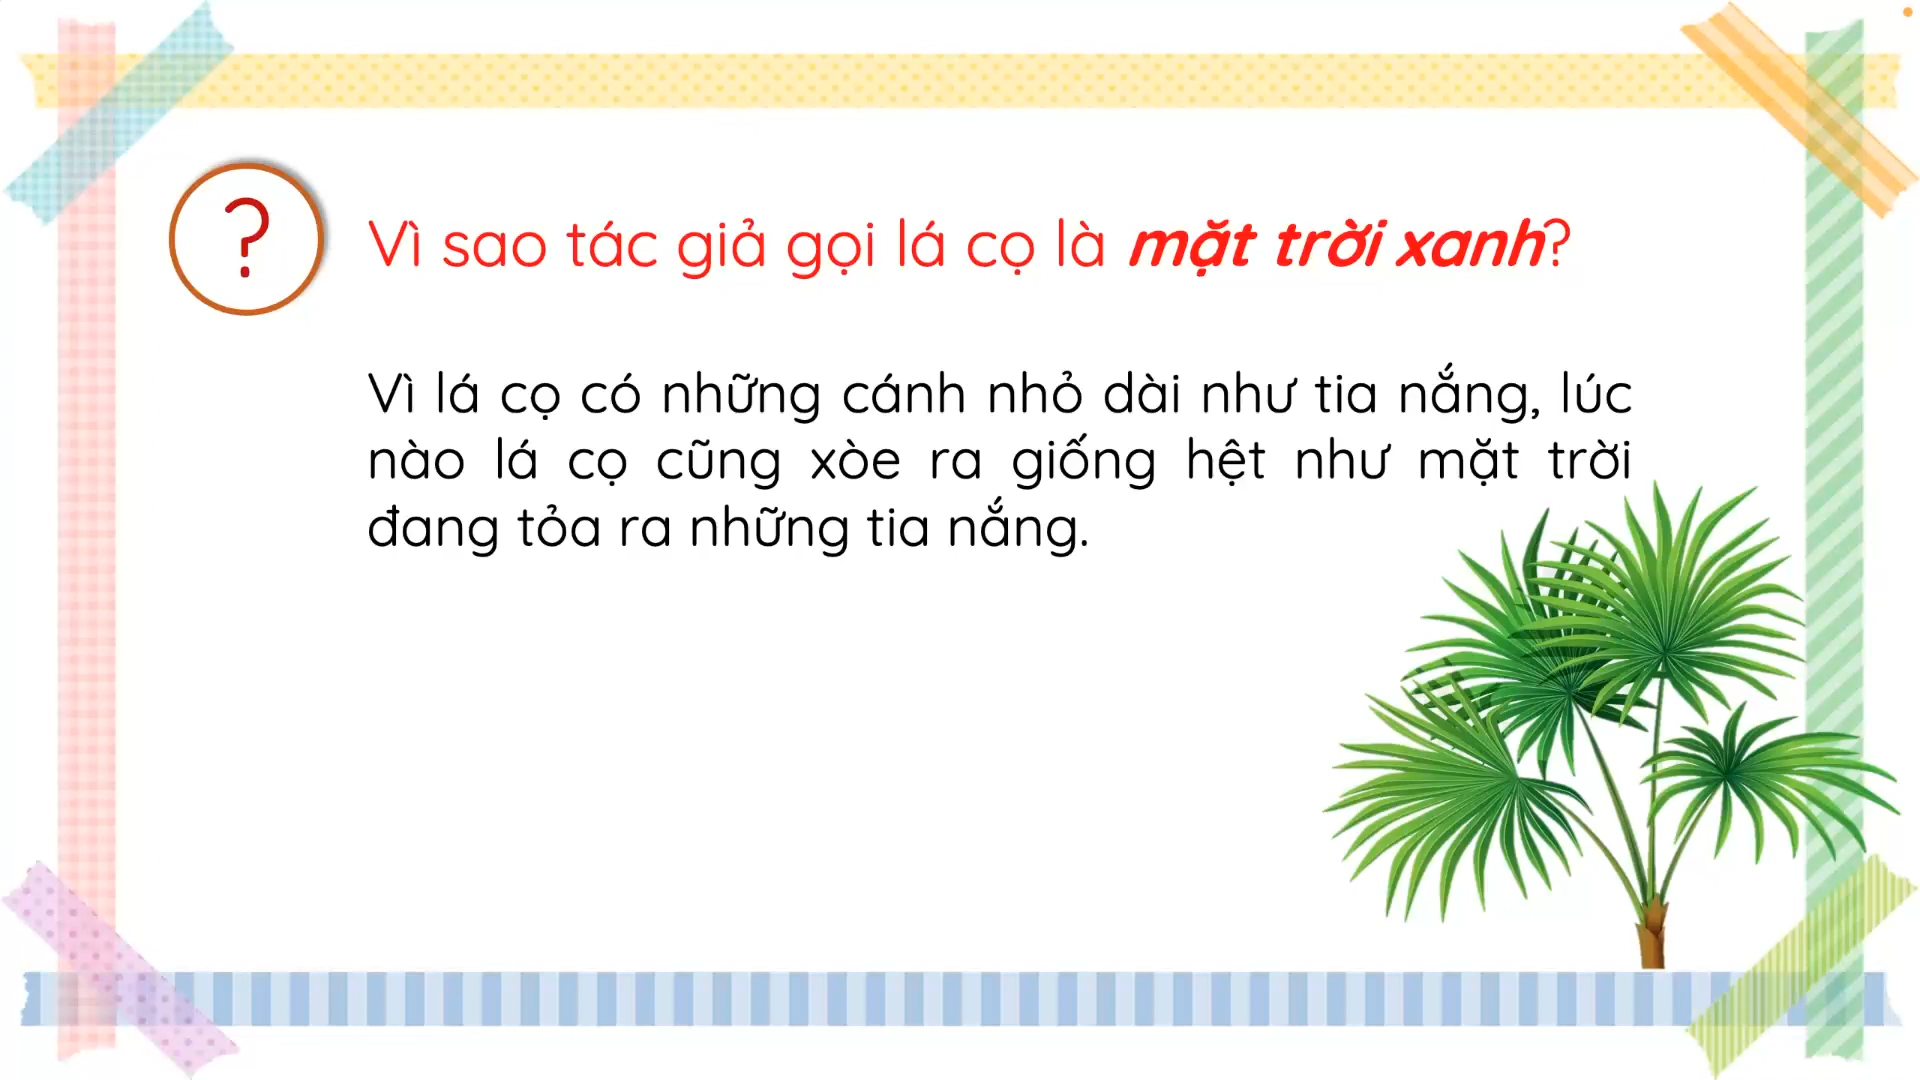 ?
Vì sao tác giả gọi lá cọ là mặt trời xanh?
Vì lá cọ có những cánh nhỏ dài như tia nắng, lúc
nào lá cọ cũng xòe ra giống hệt như mặt trời
đang tỏa ra những tia nắng.